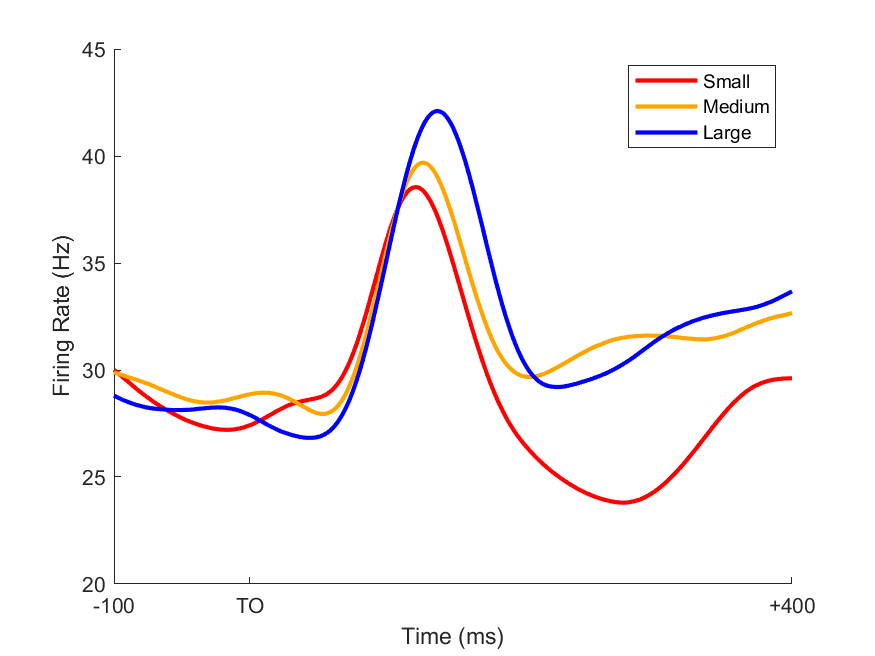 45
Small
Medium
Large
40
35
30
25
20
Firing Rate (Hz)
-100
TO
+400
Time (ms)